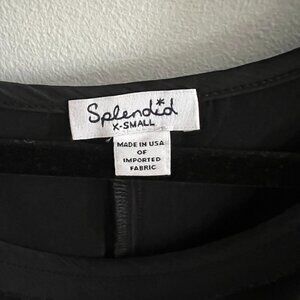 Splendid
X-SMALL
MADE IN USA
OF
IMPORTED
FABRIC